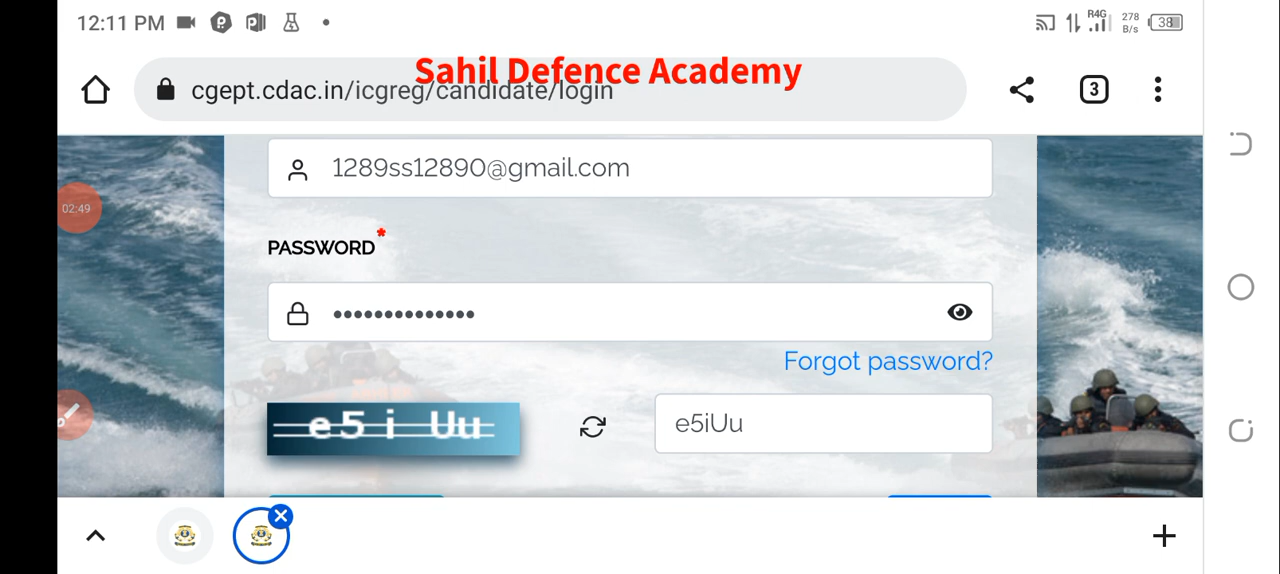 12:11 PM
R4G
278
B/s
38
Sahil Defence Academy
cgept.cdac.in/icgreg/candidate/login
3
1289ss12890@gmail.com
02:49
PASSWORD*
••••••••••••••
Forgot password?
e5i Uu
e5iUu